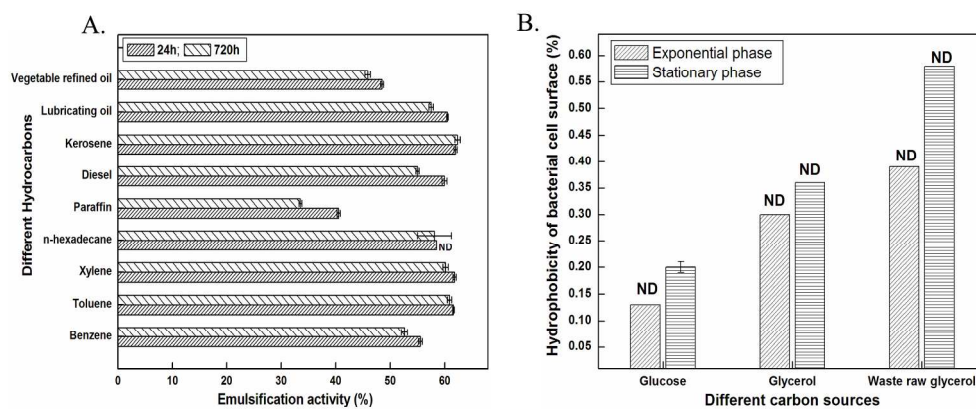 A.
24h; 720h
Different Hydrocarbons
Vegetable refined oil
Lubricating oil
Kerosene
Diesel
Paraffin
n-hexadecane
ND
Xylene
Toluene
Benzene
0 10 20 30 40 50 60
Emulsification activity (%)
B.
Exponential phase
Stationary phase
Hydrophobicity of bacterial cell surface (%)
0.60
0.55
0.50
0.45
0.40
0.35
0.30
0.25
0.20
0.15
0.10
0.05
ND
ND
ND
ND
ND
Glucose Glycerol Waste raw glycerol
Different carbon sources